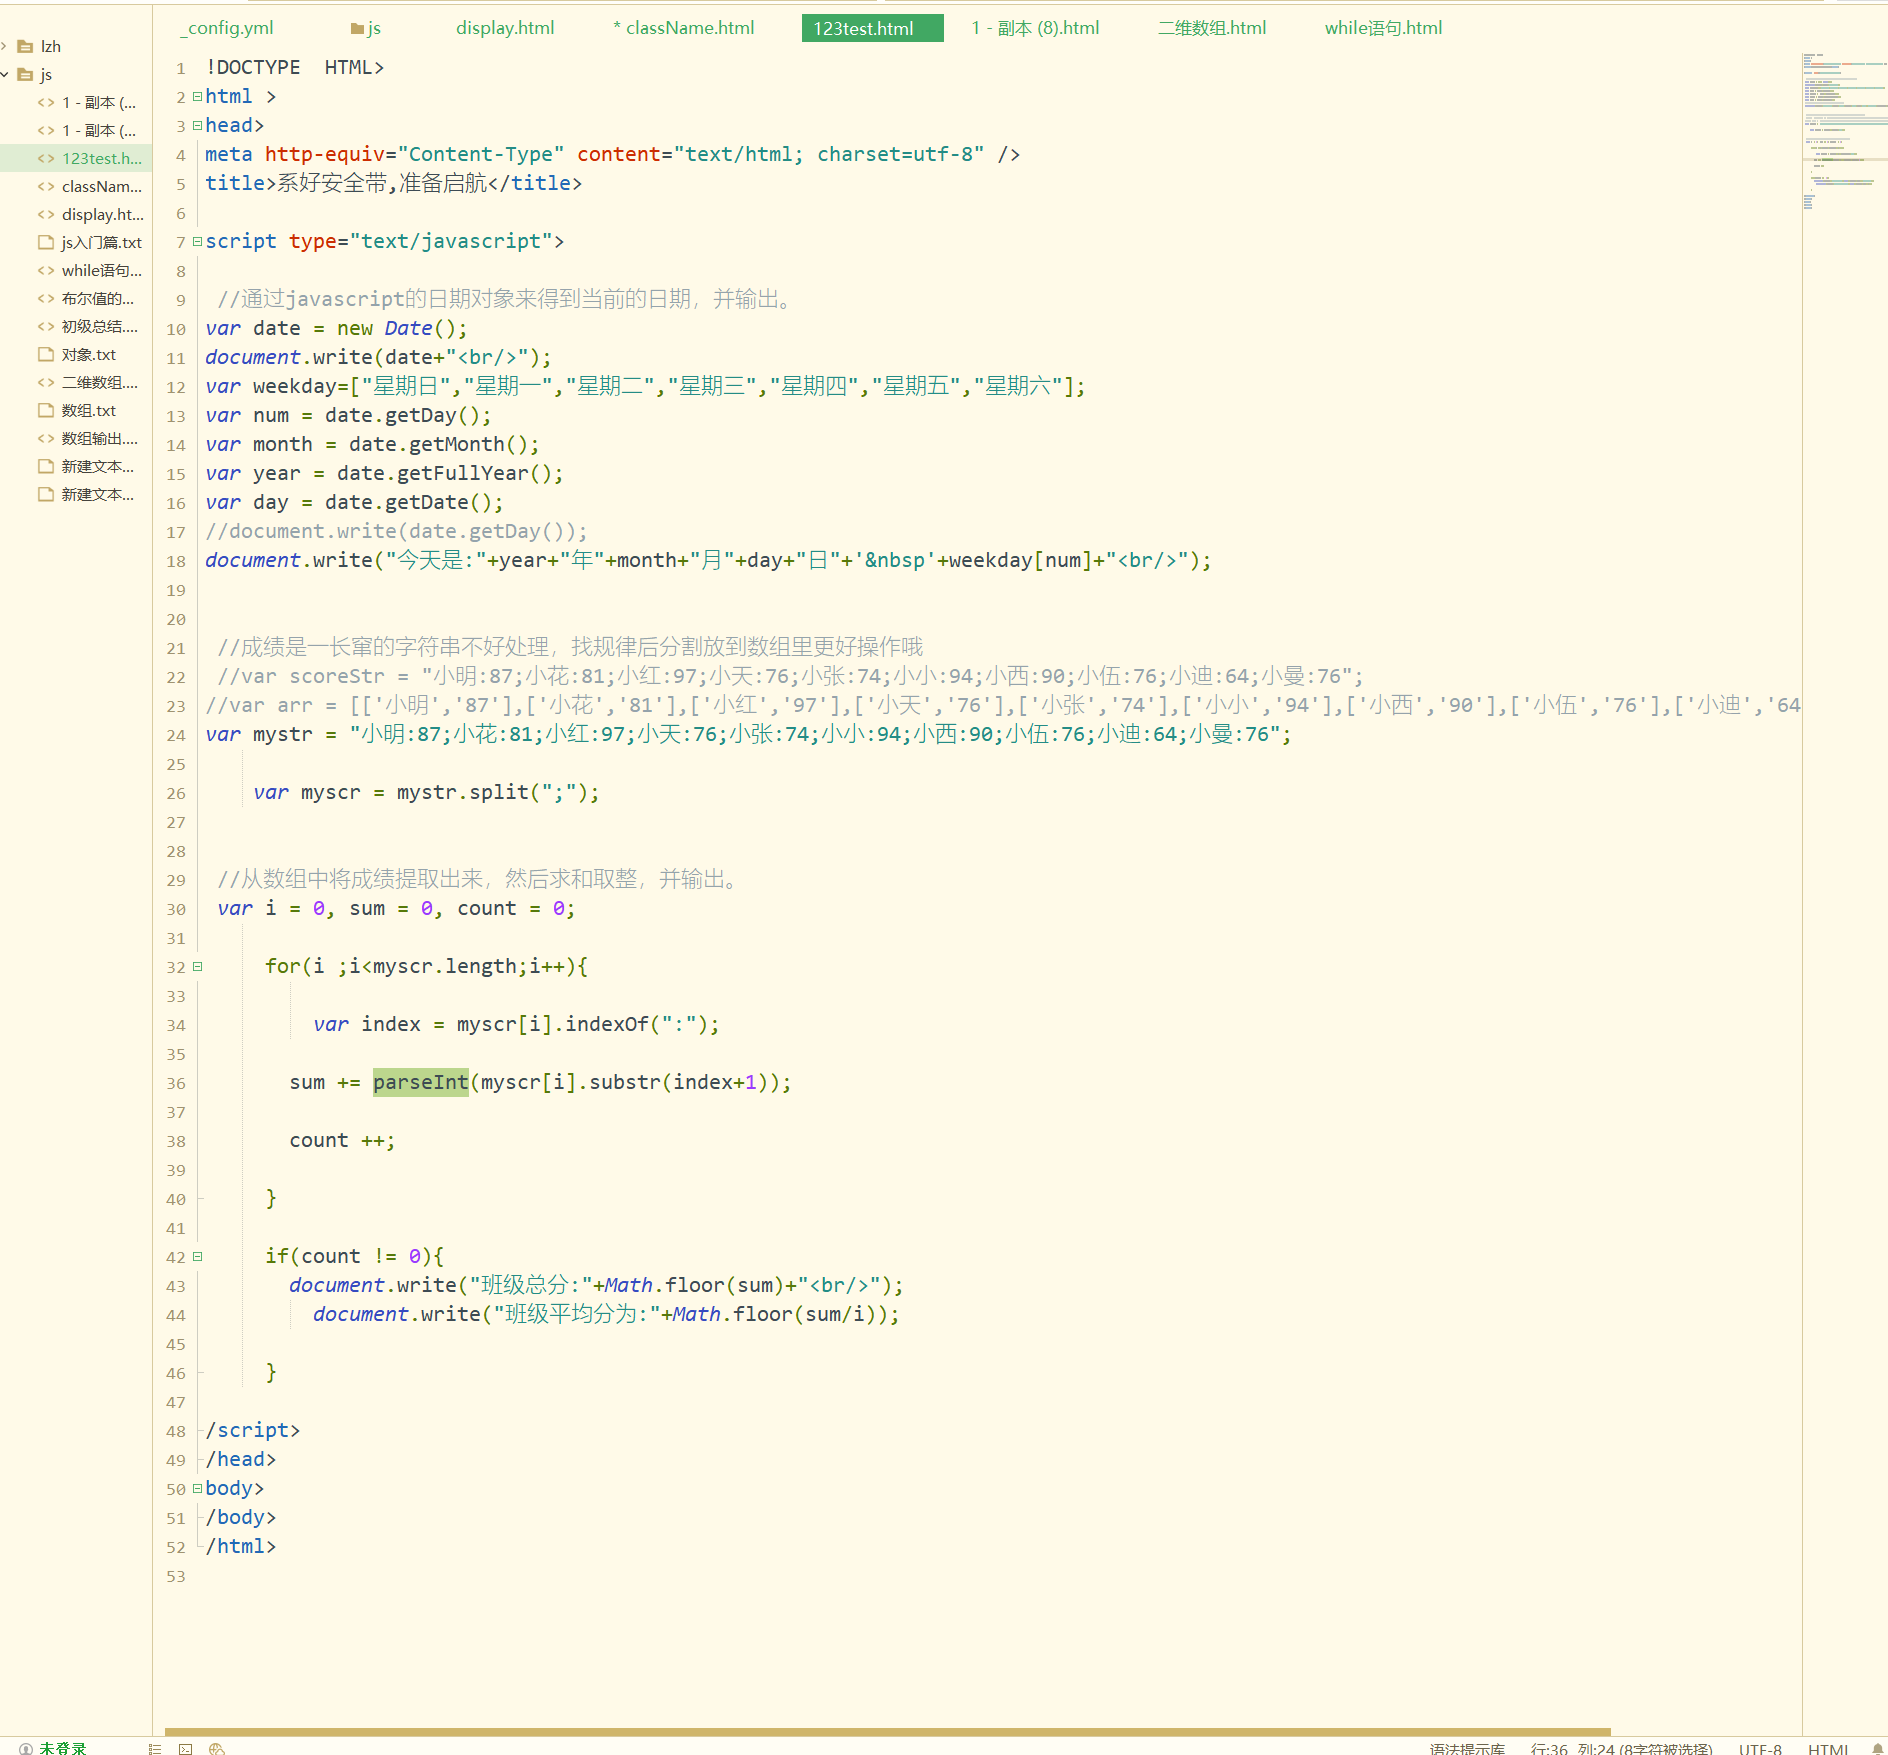 _config.yml js display.html * className.html 123test.html 1 - 副本 (8).html 二维数组.html while语句.html
lzh
js
1 - 副本 (...
1 - 副本 (...
123test.h...
classNam...
display.ht...
js入门篇.txt
while语句...
布尔值的...
初级总结....
对象.txt
二维数组....
数组.txt
数组输出....
新建文本...
新建文本...
1 !DOCTYPE  HTML>
2 html >
3 head>
4 meta http-equiv="Content-Type" content="text/html; charset=utf-8" />
5 title>系好安全带,准备启航</title>
6
7 script type="text/javascript">
8
9 //通过javascript的日期对象来得到当前的日期，并输出。
10 var date = new Date();
11 document.write(date+"<br/>");
12 var weekday=["星期日","星期一","星期二","星期三","星期四","星期五","星期六"];
13 var num = date.getDay();
14 var month = date.getMonth();
15 var year = date.getFullYear();
16 var day = date.getDate();
17 //document.write(date.getDay());
18 document.write("今天是:"+year+"年"+month+"月"+day+"日"+'&nbsp'+weekday[num]+"<br/>");
19
20
21 //成绩是一长窜的字符串不好处理，找规律后分割放到数组里更好操作哦
22 //var scoreStr = "小明:87;小花:81;小红:97;小天:76;小张:74;小小:94;小西:90;小伍:76;小迪:64;小曼:76";
23 //var arr = [['小明','87'],['小花','81'],['小红','97'],['小天','76'],['小张','74'],['小小','94'],['小西','90'],['小伍','76'],['小迪','64
24 var mystr = "小明:87;小花:81;小红:97;小天:76;小张:74;小小:94;小西:90;小伍:76;小迪:64;小曼:76";
25
26 var myscr = mystr.split(";");
27
28
29 //从数组中将成绩提取出来，然后求和取整，并输出。
30 var i = 0, sum = 0, count = 0;
31
32 for(i ;i<myscr.length;i++){
33
34 var index = myscr[i].indexOf(":");
35
36 sum += parseInt(myscr[i].substr(index+1));
37
38 count ++;
39
40 }
41
42 if(count != 0){
43 document.write("班级总分:"+Math.floor(sum)+"<br/>");
44 document.write("班级平均分为:"+Math.floor(sum/i));
45
46 }
47
48 /script>
49 /head>
50 body>
51 /body>
52 /html>
53
未登录 语法提示库 行:36 列:24 (8字符被选择) UTF-8 HTML